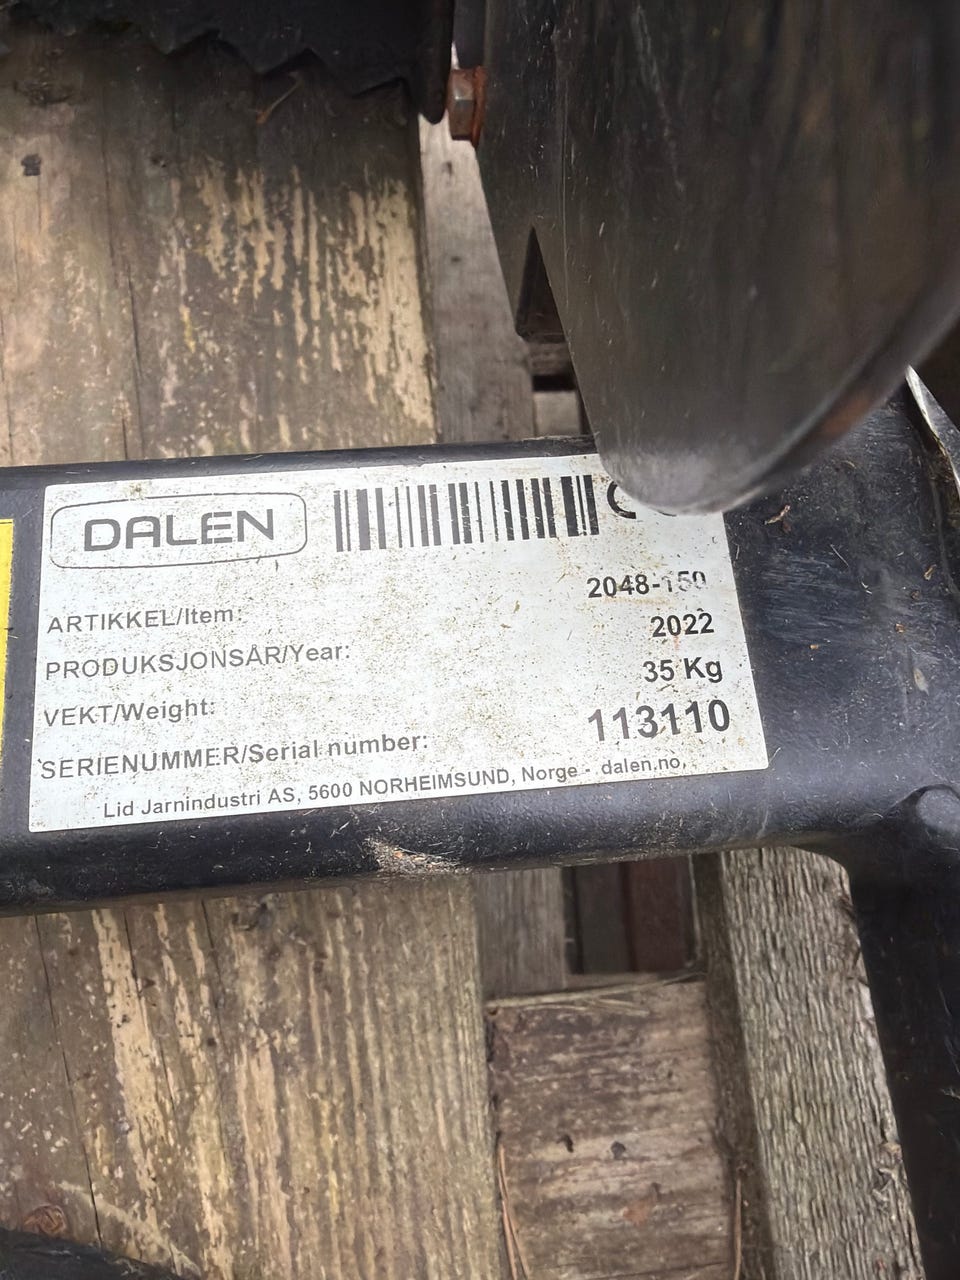 DALEN
ARTIKKEL/Item: 2048-150
PRODUKSJONSÅR/Year: 2022
VEKT/Weight: 35 Kg
SERIENUMMER/Serial number: 113110
Lid Jarnindustri AS, 5600 NORHEIMSUND, Norge - dalen.no